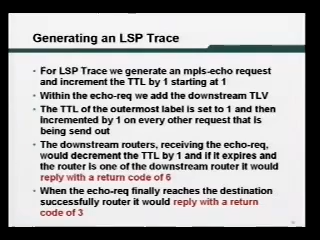 Generating an LSP Trace
• For LSP Trace we generate an mpls-echo request
and increment the TTL by 1 starting at 1
• Within the echo-req we add the downstream TLV
• The TTL of the outermost label is set to 1 and then
incremented by 1 on every other request that is
being send out
• The downstream routers, receiving the echo-req,
would decrement the TTL by 1 and if it expires and
the router is one of the downstream router it would
reply with a return code of 6
• When the echo-req finally reaches the destination
successfully router it would reply with a return
code of 3